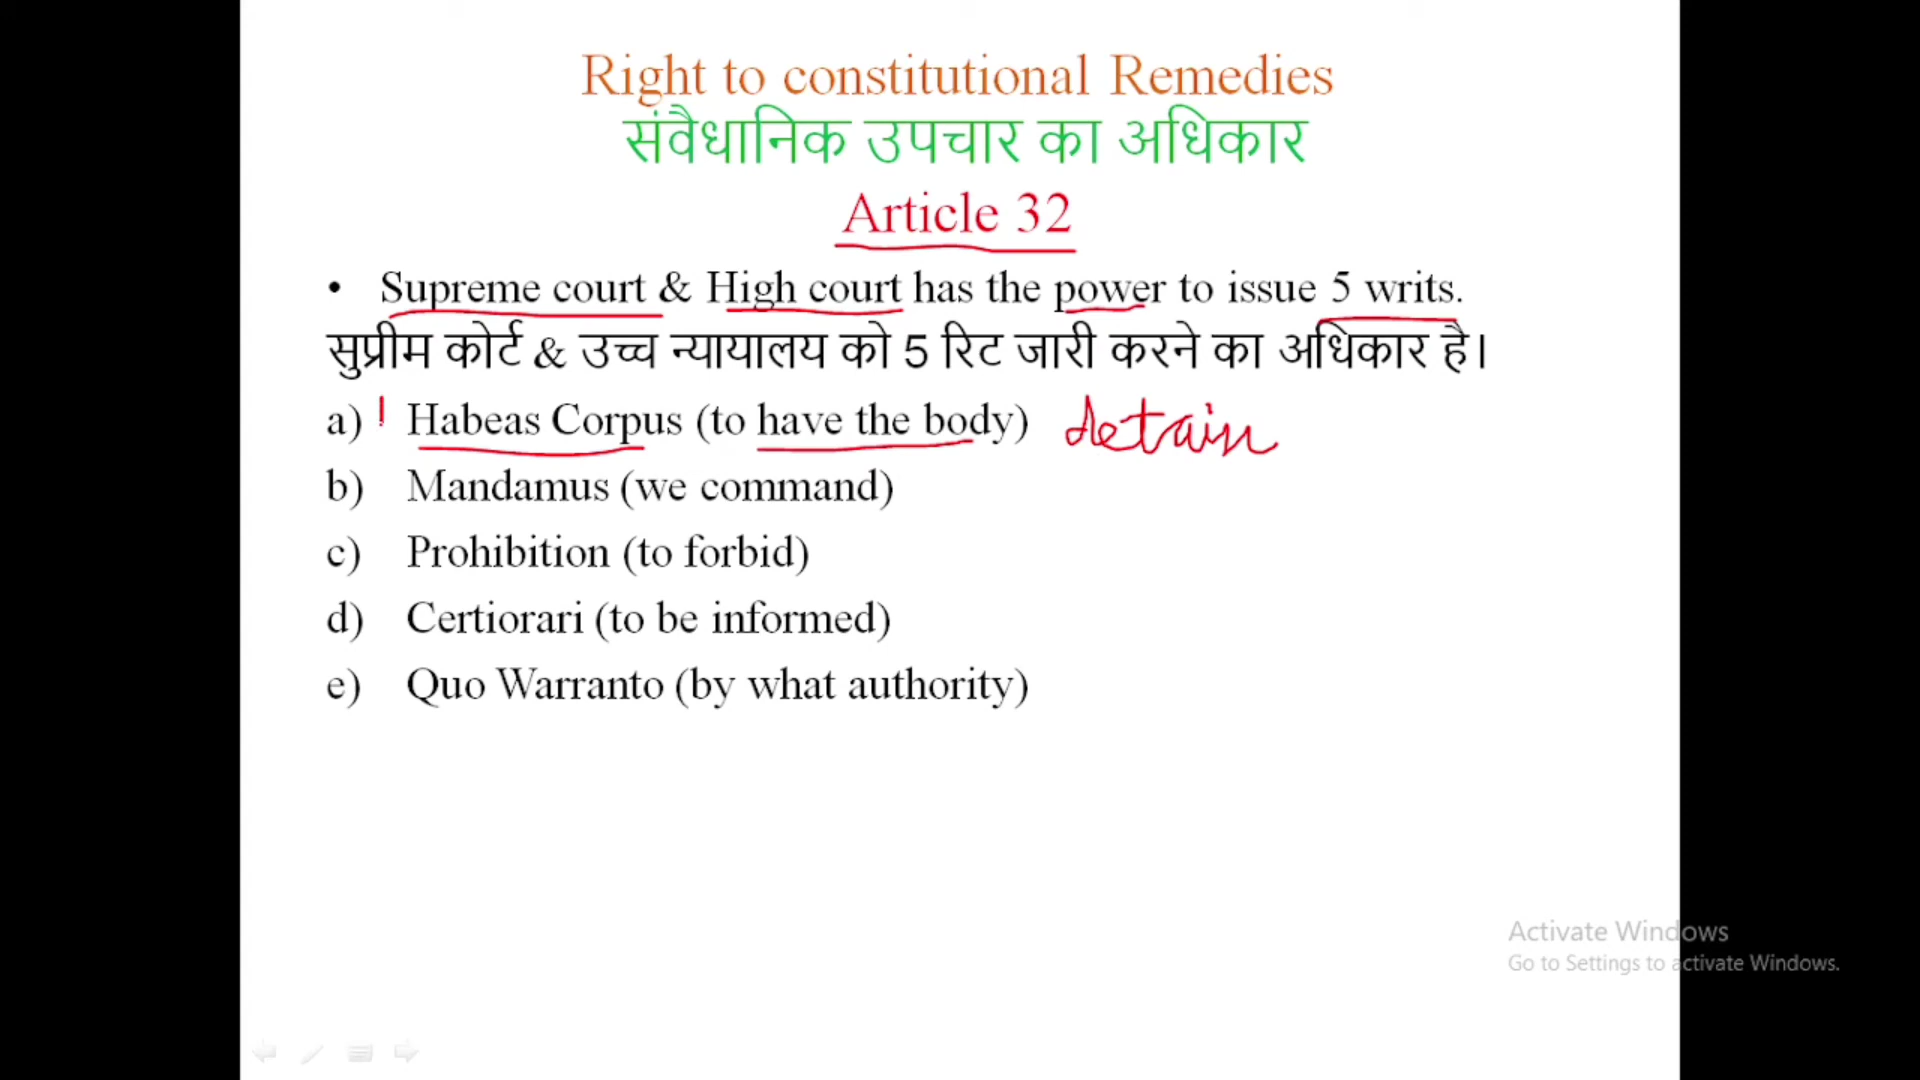 Right to constitutional Remedies
संवैधानिक उपचार का अधिकार
Article 32
• Supreme court & High court has the power to issue 5 writs.
सुप्रीम कोर्ट & उच्च न्यायालय को 5 रिट जारी करने का अधिकार है।
a) Habeas Corpus (to have the body) detain
b) Mandamus (we command)
c) Prohibition (to forbid)
d) Certiorari (to be informed)
e) Quo Warranto (by what authority)
Activate Windows
Go to Settings to activate Windows.